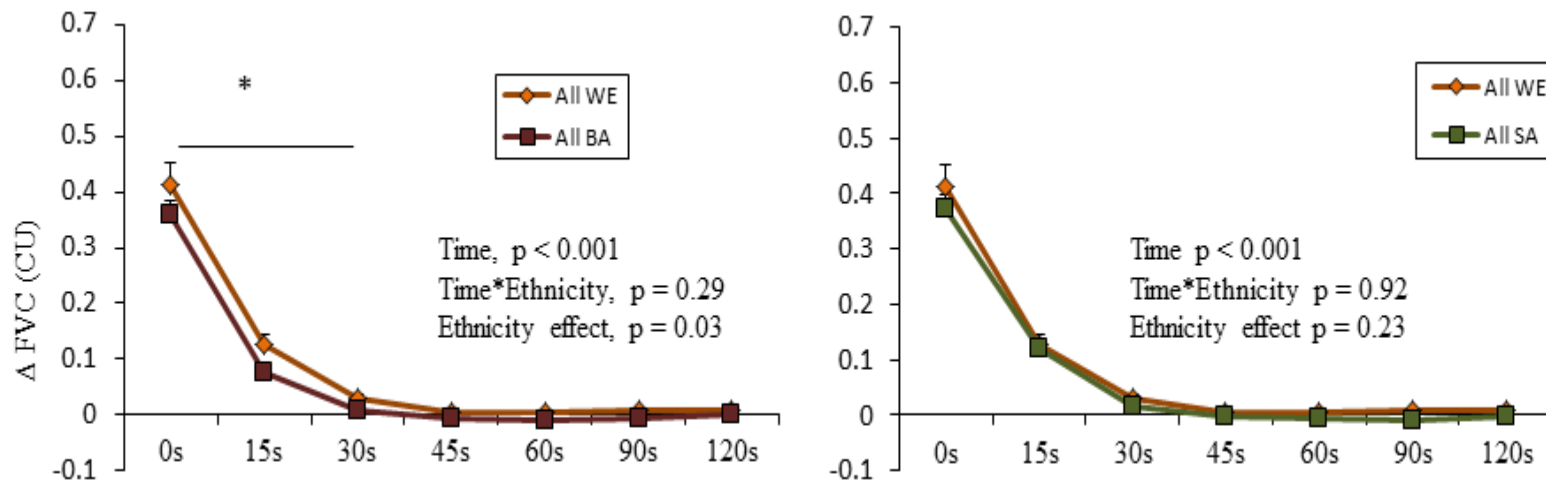 0.7
0.6
0.5
0.4
0.3
0.2
0.1
0
-0.1
Δ FVC (CU)
*
All WE
All BA
Time, p < 0.001
Time*Ethnicity, p = 0.29
Ethnicity effect, p = 0.03
0s 15s 30s 45s 60s 90s 120s
0.7
0.6
0.5
0.4
0.3
0.2
0.1
0
-0.1
All WE
All SA
Time p < 0.001
Time*Ethnicity p = 0.92
Ethnicity effect p = 0.23
0s 15s 30s 45s 60s 90s 120s